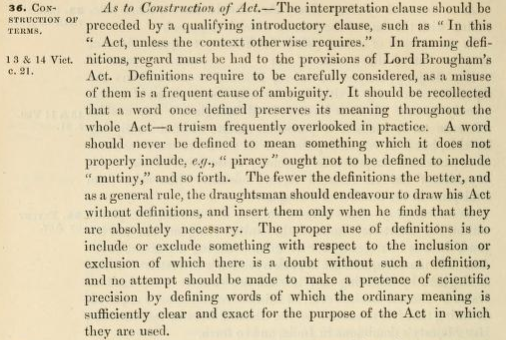 36. CON-
STRUCTION OF
TERMS.
13 & 14 Vict.
c. 21.
As to Construction of Act.—The interpretation clause should be
preceded by a qualifying introductory clause, such as “ In this
“ Act, unless the context otherwise requires.” In framing defi-
nitions, regard must be had to the provisions of Lord Brougham’s
Act. Definitions require to be carefully considered, as a misuse
of them is a frequent cause of ambiguity. It should be recollected
that a word once defined preserves its meaning throughout the
whole Act—a truism frequently overlooked in practice. A word
should never be defined to mean something which it does not
properly include, e.g., “ piracy ” ought not to be defined to include
“ mutiny,” and so forth. The fewer the definitions the better, and
as a general rule, the draughtsman should endeavour to draw his Act
without definitions, and insert them only when he finds that they
are absolutely necessary. The proper use of definitions is to
include or exclude something with respect to the inclusion or
exclusion of which there is a doubt without such a definition,
and no attempt should be made to make a pretence of scientific
precision by defining words of which the ordinary meaning is
sufficiently clear and exact for the purpose of the Act in which
they are used.